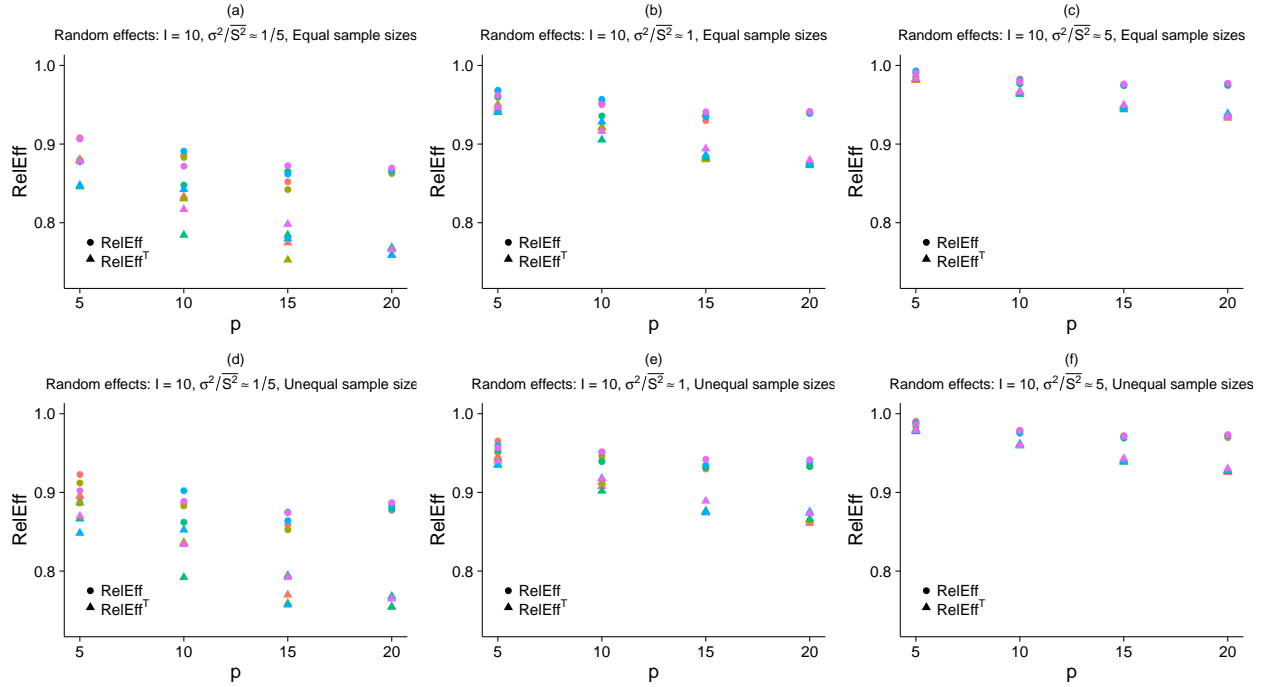 (a)
Random effects: I = 10, σ²/S̅²̅ ≈ 1/5, Equal sample sizes
1.0
0.9
0.8
RelEff
RelEff
RelEff^T
5 10 15 20
p
(b)
Random effects: I = 10, σ²/S̅²̅ ≈ 1, Equal sample sizes
1.0
0.9
0.8
RelEff
RelEff
RelEff^T
5 10 15 20
p
(c)
Random effects: I = 10, σ²/S̅²̅ ≈ 5, Equal sample sizes
1.0
0.9
0.8
RelEff
RelEff
RelEff^T
5 10 15 20
p
(d)
Random effects: I = 10, σ²/S̅²̅ ≈ 1/5, Unequal sample size
1.0
0.9
0.8
RelEff
RelEff
RelEff^T
5 10 15 20
p
(e)
Random effects: I = 10, σ²/S̅²̅ ≈ 1, Unequal sample sizes
1.0
0.9
0.8
RelEff
RelEff
RelEff^T
5 10 15 20
p
(f)
Random effects: I = 10, σ²/S̅²̅ ≈ 5, Unequal sample sizes
1.0
0.9
0.8
RelEff
RelEff
RelEff^T
5 10 15 20
p